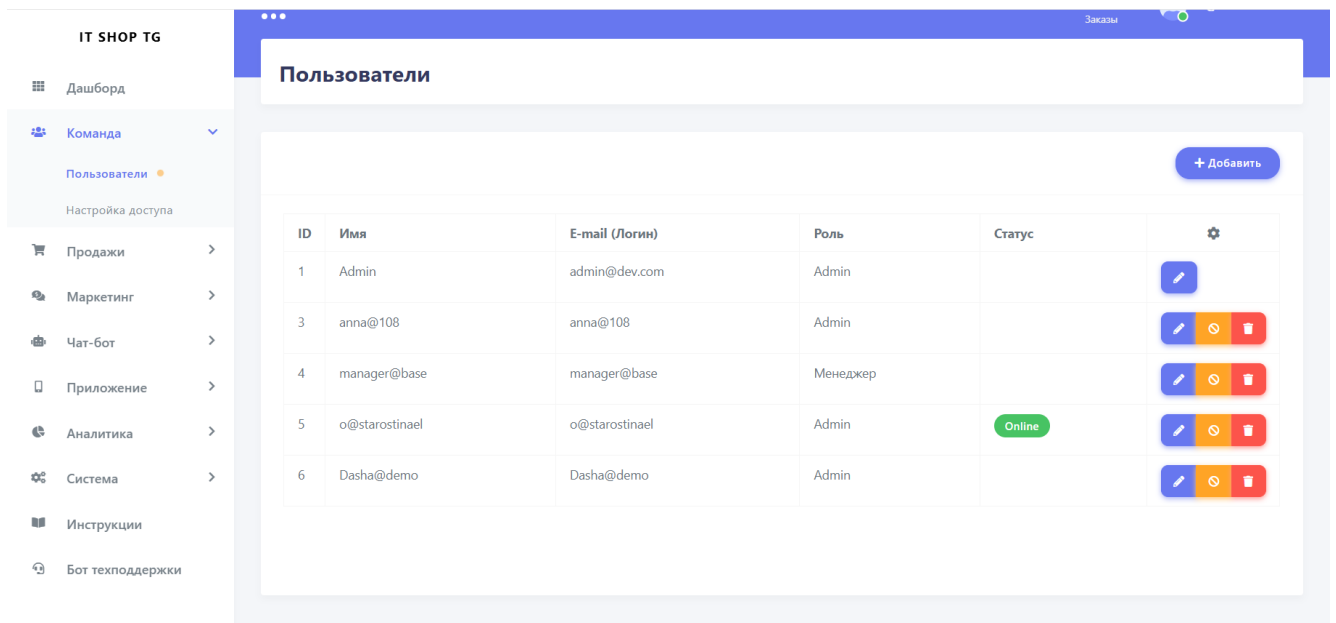 IT SHOP TG
Заказы
Дашборд
Команда
Пользователи
Настройка доступа
Продажи
Маркетинг
Чат-бот
Приложение
Аналитика
Система
Инструкции
Бот техподдержки
Пользователи
Добавить
ID Имя E-mail (Логин) Роль Статус
1 Admin admin@dev.com Admin
3 anna@108 anna@108 Admin
4 manager@base manager@base Менеджер
5 o@starostinael o@starostinael Admin Online
6 Dasha@demo Dasha@demo Admin